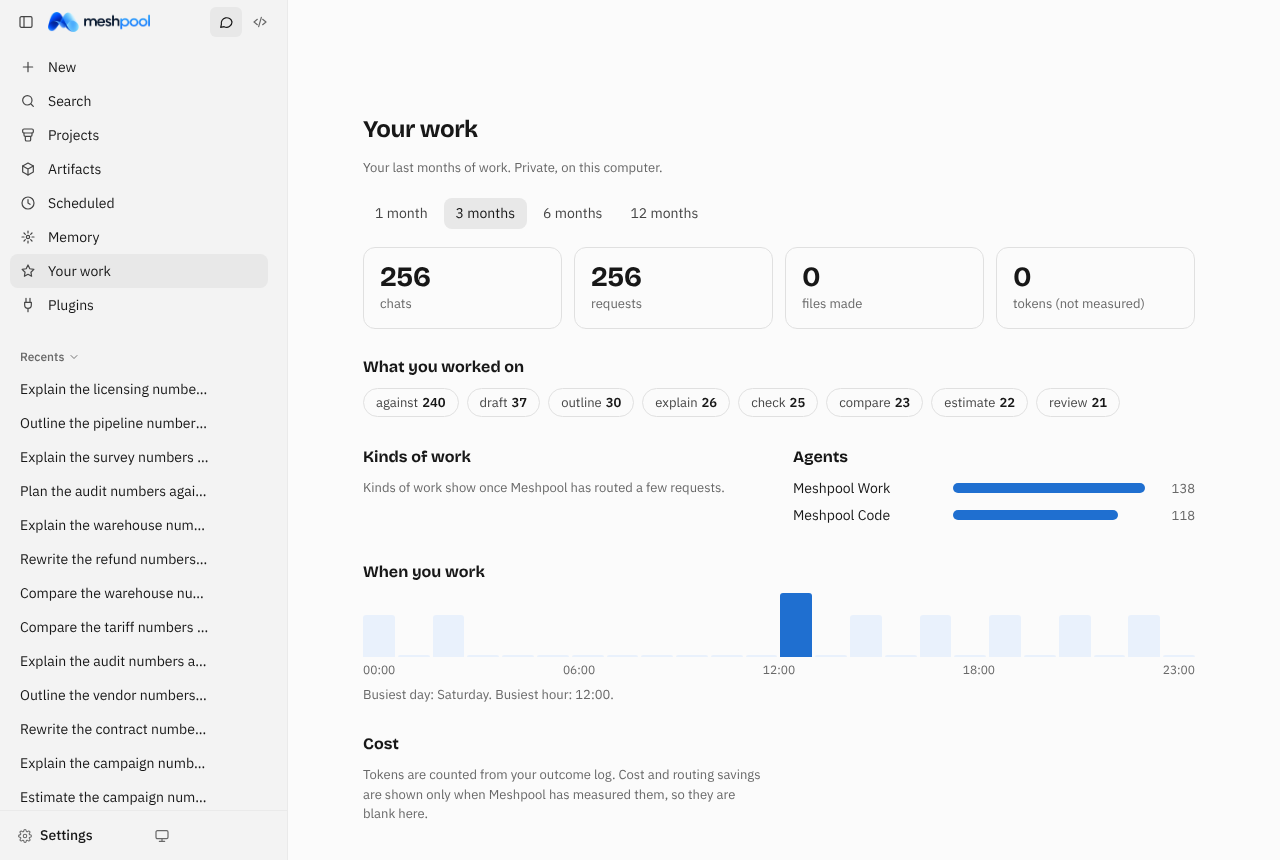 meshpool
New
Search
Projects
Artifacts
Scheduled
Memory
Your work
Plugins
Recents
Explain the licensing numbe...
Outline the pipeline number...
Explain the survey numbers ...
Plan the audit numbers agai...
Explain the warehouse num...
Rewrite the refund numbers...
Compare the warehouse nu...
Compare the tariff numbers ...
Explain the audit numbers a...
Outline the vendor numbers...
Rewrite the contract numbe...
Explain the campaign numb...
Estimate the campaign num...
Settings
Your work
Your last months of work. Private, on this computer.
1 month 3 months 6 months 12 months
256 256 0 0
chats requests files made tokens (not measured)
What you worked on
against 240 draft 37 outline 30 explain 26 check 25 compare 23 estimate 22 review 21
Kinds of work
Kinds of work show once Meshpool has routed a few requests.
Agents
Meshpool Work 138
Meshpool Code 118
When you work
00:00 06:00 12:00 18:00 23:00
Busiest day: Saturday. Busiest hour: 12:00.
Cost
Tokens are counted from your outcome log. Cost and routing savings
are shown only when Meshpool has measured them, so they are
blank here.